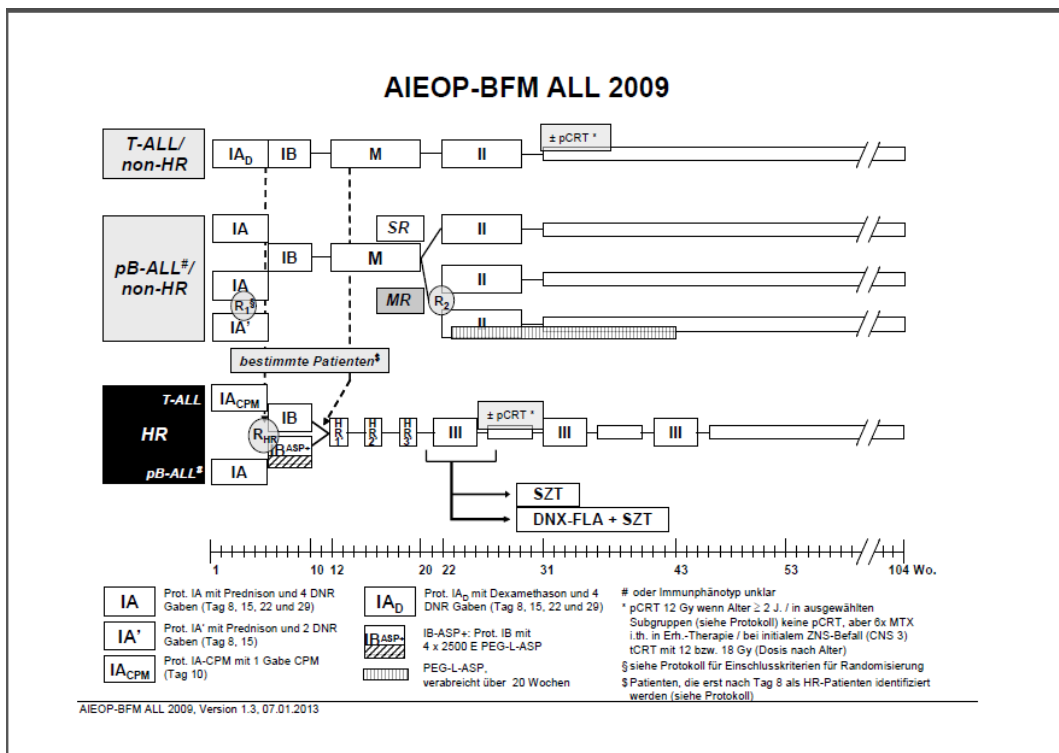 AIEOP-BFM ALL 2009
T-ALL/
non-HR
IA_D
IB
M
II
± pCRT *
pB-ALL#/
non-HR
IA
IB
M
SR
II
IA
R1§
IA'
MR
R2
II
II
bestimmte Patienten$
T-ALL
HR
pB-ALL$
IACPM
RHR
IA
IB
IBASP+
HR1
HR2
HR3
III
± pCRT *
III
III
SZT
DNX-FLA + SZT
1 10 12 20 22 31 43 53 104 Wo.
IA Prot. IA mit Prednison und 4 DNR
Gaben (Tag 8, 15, 22 und 29)
IA' Prot. IA' mit Prednison und 2 DNR
Gaben (Tag 8, 15)
IACPM Prot. IA-CPM mit 1 Gabe CPM
(Tag 10)
IAD Prot. IAD mit Dexamethason und 4
DNR Gaben (Tag 8, 15, 22 und 29)
IBASP+ IB-ASP+: Prot. IB mit
4 x 2500 E PEG-L-ASP
PEG-L-ASP,
verabreicht über 20 Wochen
# oder Immunphänotyp unklar
* pCRT 12 Gy wenn Alter ≥ 2 J. / in ausgewählten
Subgruppen (siehe Protokoll) keine pCRT, aber 6x MTX
i.th. in Erh.-Therapie / bei initialem ZNS-Befall (CNS 3)
tCRT mit 12 bzw. 18 Gy (Dosis nach Alter)
§ siehe Protokoll für Einschlusskriterien für Randomisierung
$ Patienten, die erst nach Tag 8 als HR-Patienten identifiziert
werden (siehe Protokoll)
AIEOP-BFM ALL 2009, Version 1.3, 07.01.2013